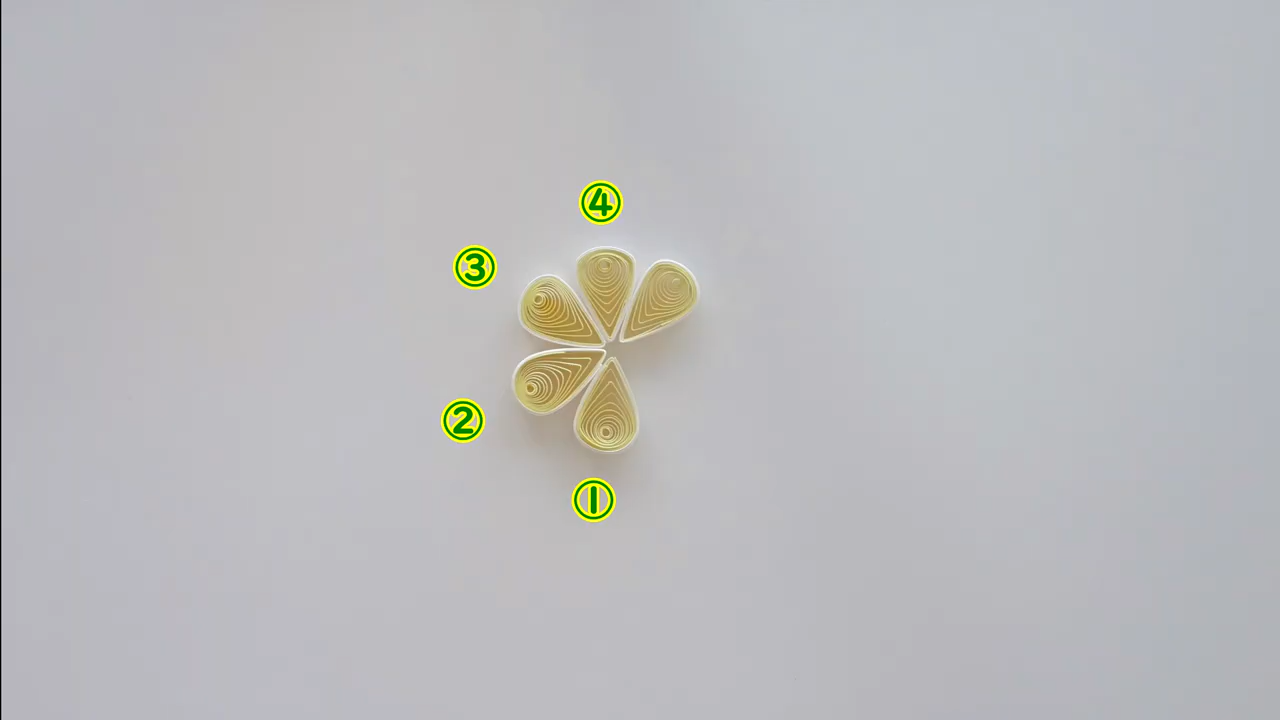 ④
③
②
①